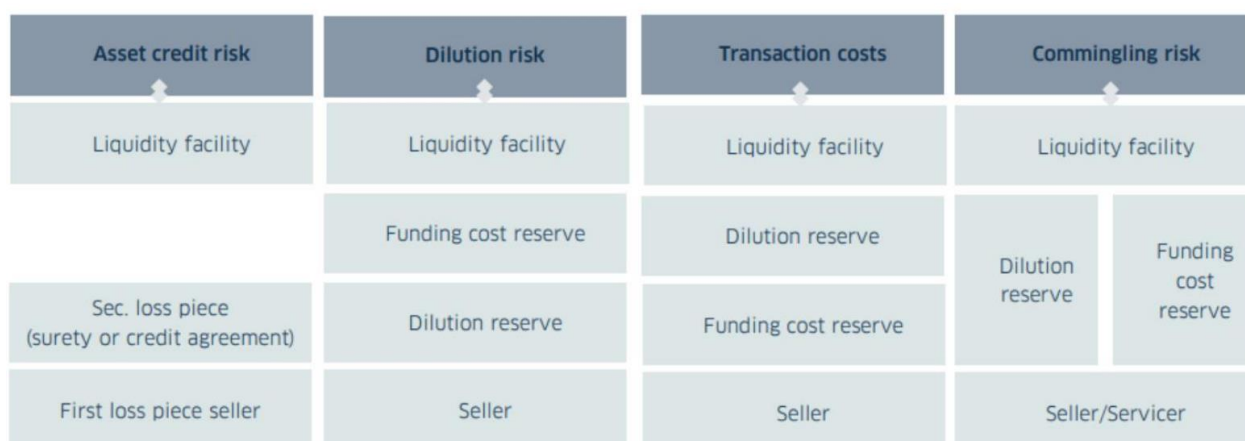 Asset credit risk
Dilution risk
Transaction costs
Commingling risk
Liquidity facility
Liquidity facility
Liquidity facility
Liquidity facility
Funding cost reserve
Dilution reserve
Dilution
reserve
Funding
cost
reserve
Sec. loss piece
(surety or credit agreement)
Dilution reserve
Funding cost reserve
First loss piece seller
Seller
Seller
Seller/Servicer